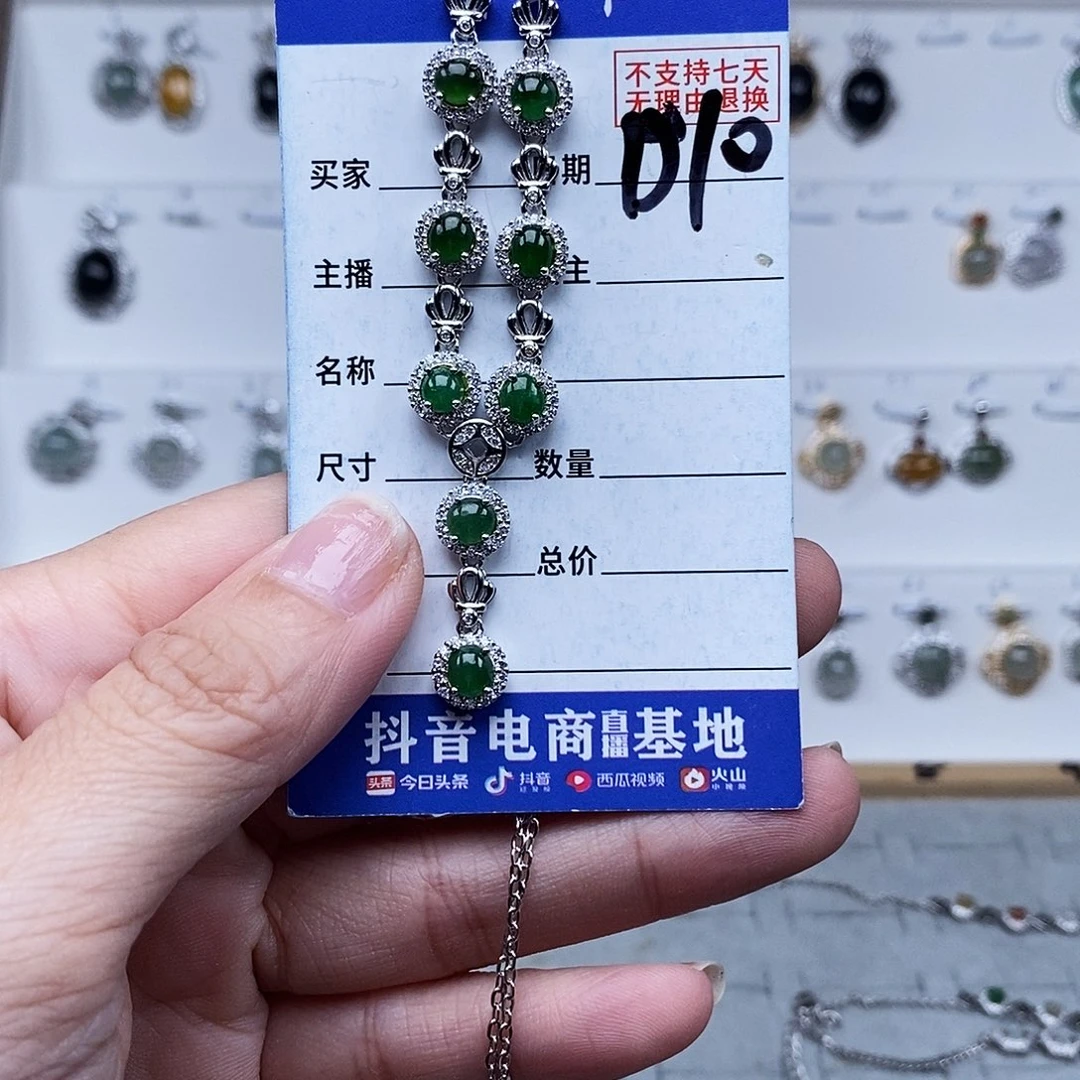 不支持七天
无理由退换
D10
买家 期
主播 主
名称
尺寸 数量
总价
抖音电商直播基地
头条 今日头条 抖音 西瓜视频 火山